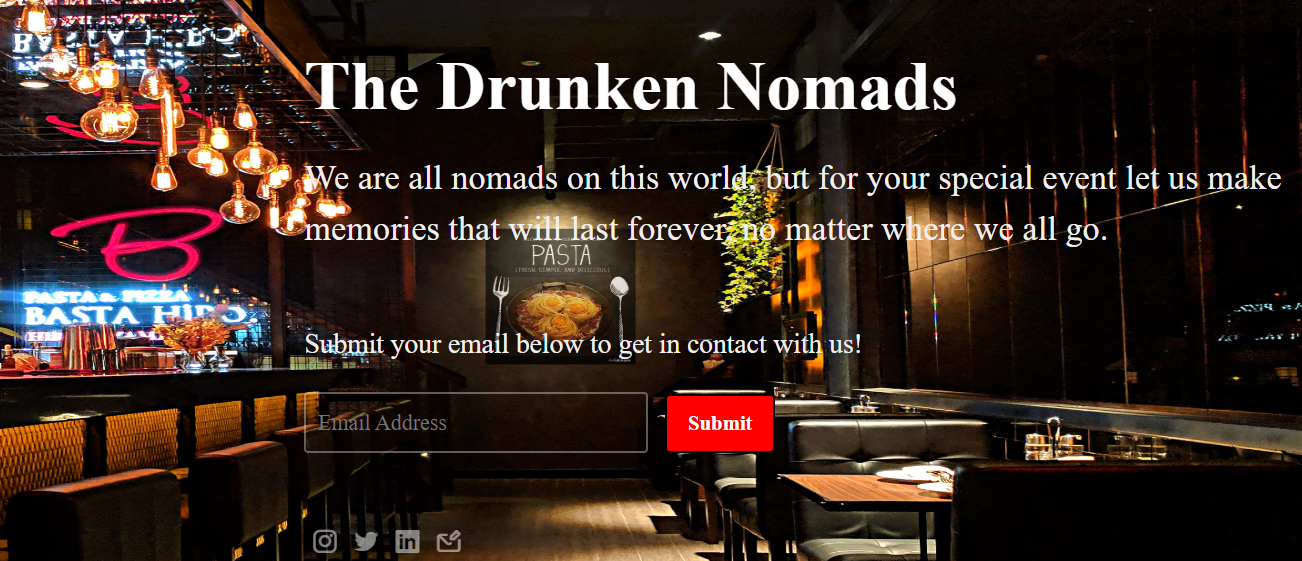 The Drunken Nomads
We are all nomads on this world, but for your special event let us make
memories that will last forever, no matter where we all go.
B
PASTA & PIZZA
BASTA HIRO.
PASTA
(FRESH SIMPLE AND DELICIOUS)
Submit your email below to get in contact with us!
Email Address
Submit